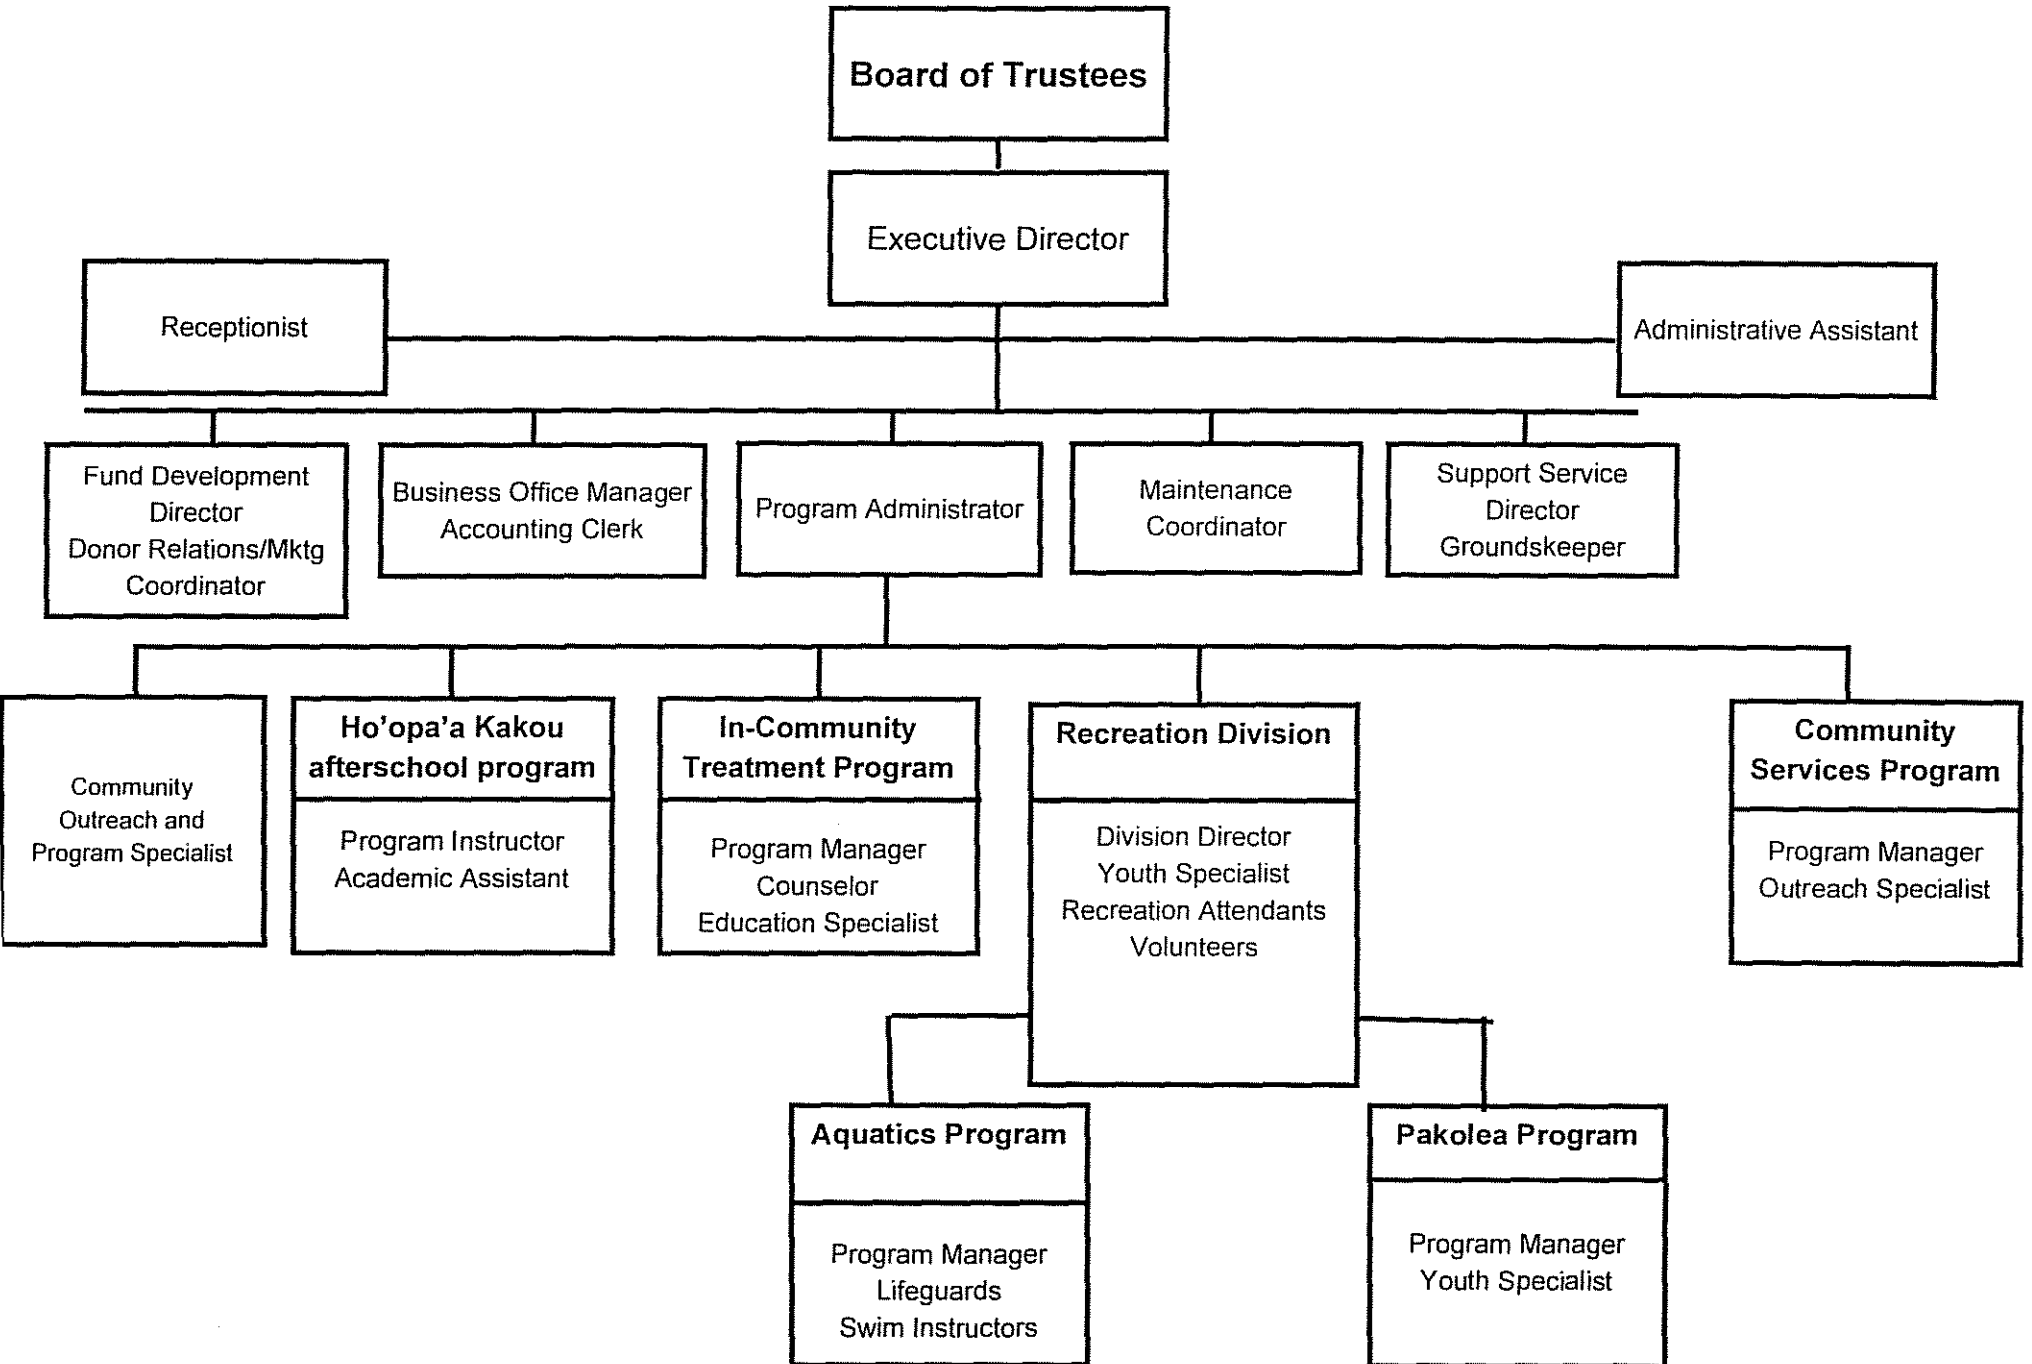 Board of Trustees
Executive Director
Receptionist
Administrative Assistant
Fund Development
Director
Donor Relations/Mktg
Coordinator
Business Office Manager
Accounting Clerk
Program Administrator
Maintenance
Coordinator
Support Service
Director
Groundskeeper
Community
Outreach and
Program Specialist
Ho'opa'a Kakou
afterschool program
Program Instructor
Academic Assistant
In-Community
Treatment Program
Program Manager
Counselor
Education Specialist
Recreation Division
Division Director
Youth Specialist
Recreation Attendants
Volunteers
Community
Services Program
Program Manager
Outreach Specialist
Aquatics Program
Program Manager
Lifeguards
Swim Instructors
Pakolea Program
Program Manager
Youth Specialist